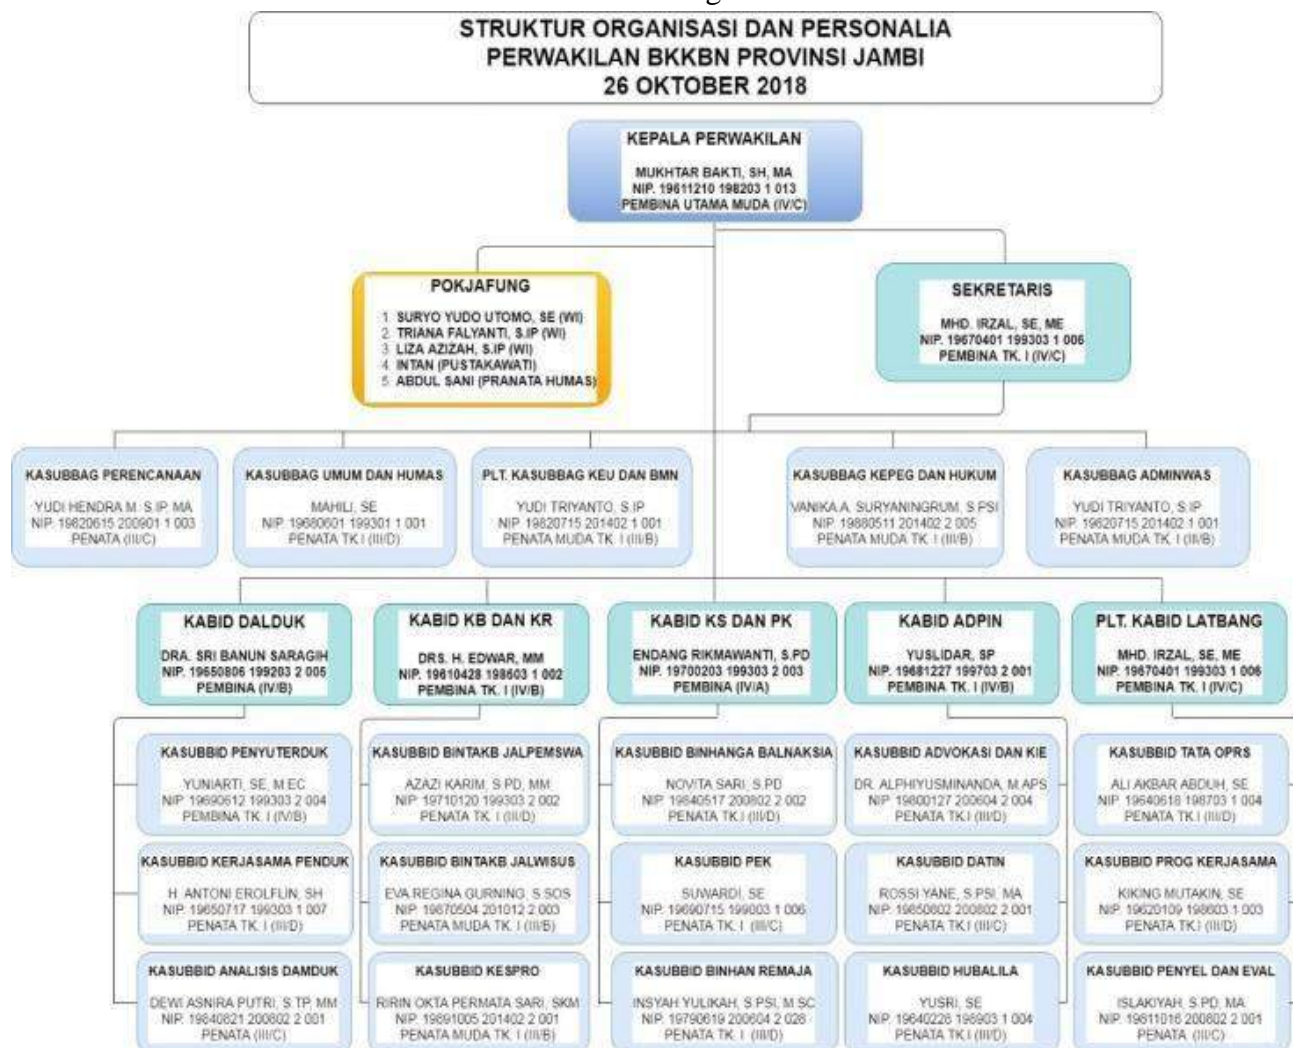 STRUKTUR ORGANISASI DAN PERSONALIA
PERWAKILAN BKKBN PROVINSI JAMBI
26 OKTOBER 2018
KEPALA PERWAKILAN
MUKHTAR BAKTI, SH, MA
NIP. 19611210 198203 1 013
PEMBINA UTAMA MUDA (IV/C)
POKJAFUNG
1. SURYO YUDO UTOMO, SE (WI)
2. TRIANA FALYANTI, S.IP (WI)
3. LIZA AZIZAH, S.IP (WI)
4. INTAN (PUSTAKAWATI)
5. ABDUL SANI (PRANATA HUMAS)
SEKRETARIS
MHD. IRZAL, SE, ME
NIP. 19670401 199303 1 006
PEMBINA TK. I (IV/C)
KASUBBAG PERENCANAAN
YUDI HENDRA M. S.IP, MA
NIP. 19820615 200901 1 003
PENATA (III/C)
KASUBBAG UMUM DAN HUMAS
MAHILI, SE
NIP. 19680601 199301 1 001
PENATA TK.I (III/D)
PLT. KASUBBAG KEU DAN BMN
YUDI TRIYANTO, S.IP
NIP. 19820715 201402 1 001
PENATA MUDA TK. I (III/B)
KASUBBAG KEPEG DAN HUKUM
VANIKA A. SURYANINGRUM, S.PSI
NIP. 19880511 201402 2 005
PENATA MUDA TK. I (III/B)
KASUBBAG ADMINWAS
YUDI TRIYANTO, S.IP
NIP. 19820715 201402 1 001
PENATA MUDA TK. I (III/B)
KABID DALDUK
DRA. SRI BANUN SARAGIH
NIP. 19650806 199203 2 005
PEMBINA (IV/B)
KABID KB DAN KR
DRS. H. EDWAR, MM
NIP. 19610428 198603 1 002
PEMBINA TK. I (IV/B)
KABID KS DAN PK
ENDANG RIKMAWANTI, S.PD
NIP. 19700203 199303 2 003
PEMBINA (IV/A)
KABID ADPIN
YUSLIDAR, SP
NIP. 19681227 199703 2 001
PEMBINA TK. I (IV/B)
PLT. KABID LATBANG
MHD. IRZAL, SE, ME
NIP. 19670401 199303 1 006
PEMBINA TK. I (IV/C)
KASUBBID PENYUTERDUK
YUNIARTI, SE, M.EC
NIP. 19690612 199303 2 004
PEMBINA TK. I (IV/B)
KASUBBID BINTAKB JALPEMSWA
AZAZI KARIM, S.PD, MM
NIP. 19710120 199303 2 002
PENATA TK. I (III/D)
KASUBBID BINHANGA BALNAKSIA
NOVITA SARI, S.PD
NIP. 19840517 200802 2 002
PENATA TK. I (III/D)
KASUBBID ADVOKASI DAN KIE
DR. ALPHIYUSMINANDA, M.APS
NIP. 19800127 200604 2 004
PENATA TK.I (III/D)
KASUBBID TATA OPRS
ALI AKBAR ABDUH, SE
NIP. 19640618 198703 1 004
PENATA TK.I (III/D)
KASUBBID KERJASAMA PENDUK
H. ANTONI EROLFLIN, SH
NIP. 19650717 199303 1 007
PENATA TK. I (III/D)
KASUBBID BINTAKB JALWISUS
EVA REGINA GURNING, S.SOS
NIP. 19870504 201012 2 003
PENATA MUDA TK. I (III/B)
KASUBBID PEK
SUWARDI, SE
NIP. 19690715 199003 1 006
PENATA TK. I (III/C)
KASUBBID DATIN
ROSSI YANE, S.PSI, MA
NIP. 19850602 200802 2 001
PENATA TK.I (III/C)
KASUBBID PROG KERJASAMA
KIKING MUTAKIN, SE
NIP. 19620109 198603 1 003
PENATA TK.I (III/D)
KASUBBID ANALISIS DAMDUK
DEWI ASNIRA PUTRI, S.TP, MM
NIP. 19840821 200802 2 001
PENATA (III/C)
KASUBBID KESPRO
RIRIN OKTA PERMATA SARI, SKM
NIP. 19891005 201402 2 001
PENATA MUDA TK. I (III/B)
KASUBBID BINHAN REMAJA
INSYAH YULIKAH, S.PSI, M.SC
NIP. 19790619 200604 2 028
PENATA TK. I (III/D)
KASUBBID HUBALILA
YUSRI, SE
NIP. 19640226 198903 1 004
PENATA TK.I (III/D)
KASUBBID PENYEL DAN EVAL
ISLAKIYAH, S.PD, MA
NIP. 19811016 200802 2 001
PENATA (III/C)